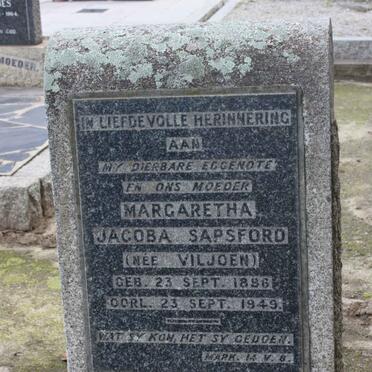 IN LIEFDEVOLLE HERINNERING
AAN
MY DIERBARE EGGENOTE
EN ONS MOEDER
MARGARETHA
JACOBA SAPSFORD
(NEE VILJOEN)
GEB. 23 SEPT. 1886
OORL. 23 SEPT. 1949.
WAT SY KON, HET SY GEDOEN.
MARK. 14 V. 8.